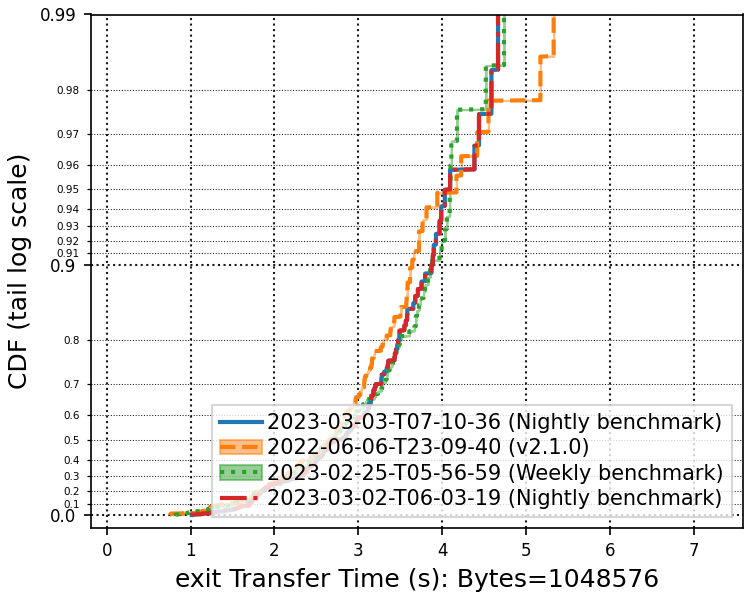 0.99
0.98
0.97
0.96
0.95
0.94
0.93
0.92
0.91
0.9
0.8
0.7
0.6
0.5
0.4
0.3
0.2
0.1
0.0
CDF (tail log scale)
2023-03-03-T07-10-36 (Nightly benchmark)
2022-06-06-T23-09-40 (v2.1.0)
2023-02-25-T05-56-59 (Weekly benchmark)
2023-03-02-T06-03-19 (Nightly benchmark)
0 1 2 3 4 5 6 7
exit Transfer Time (s): Bytes=1048576